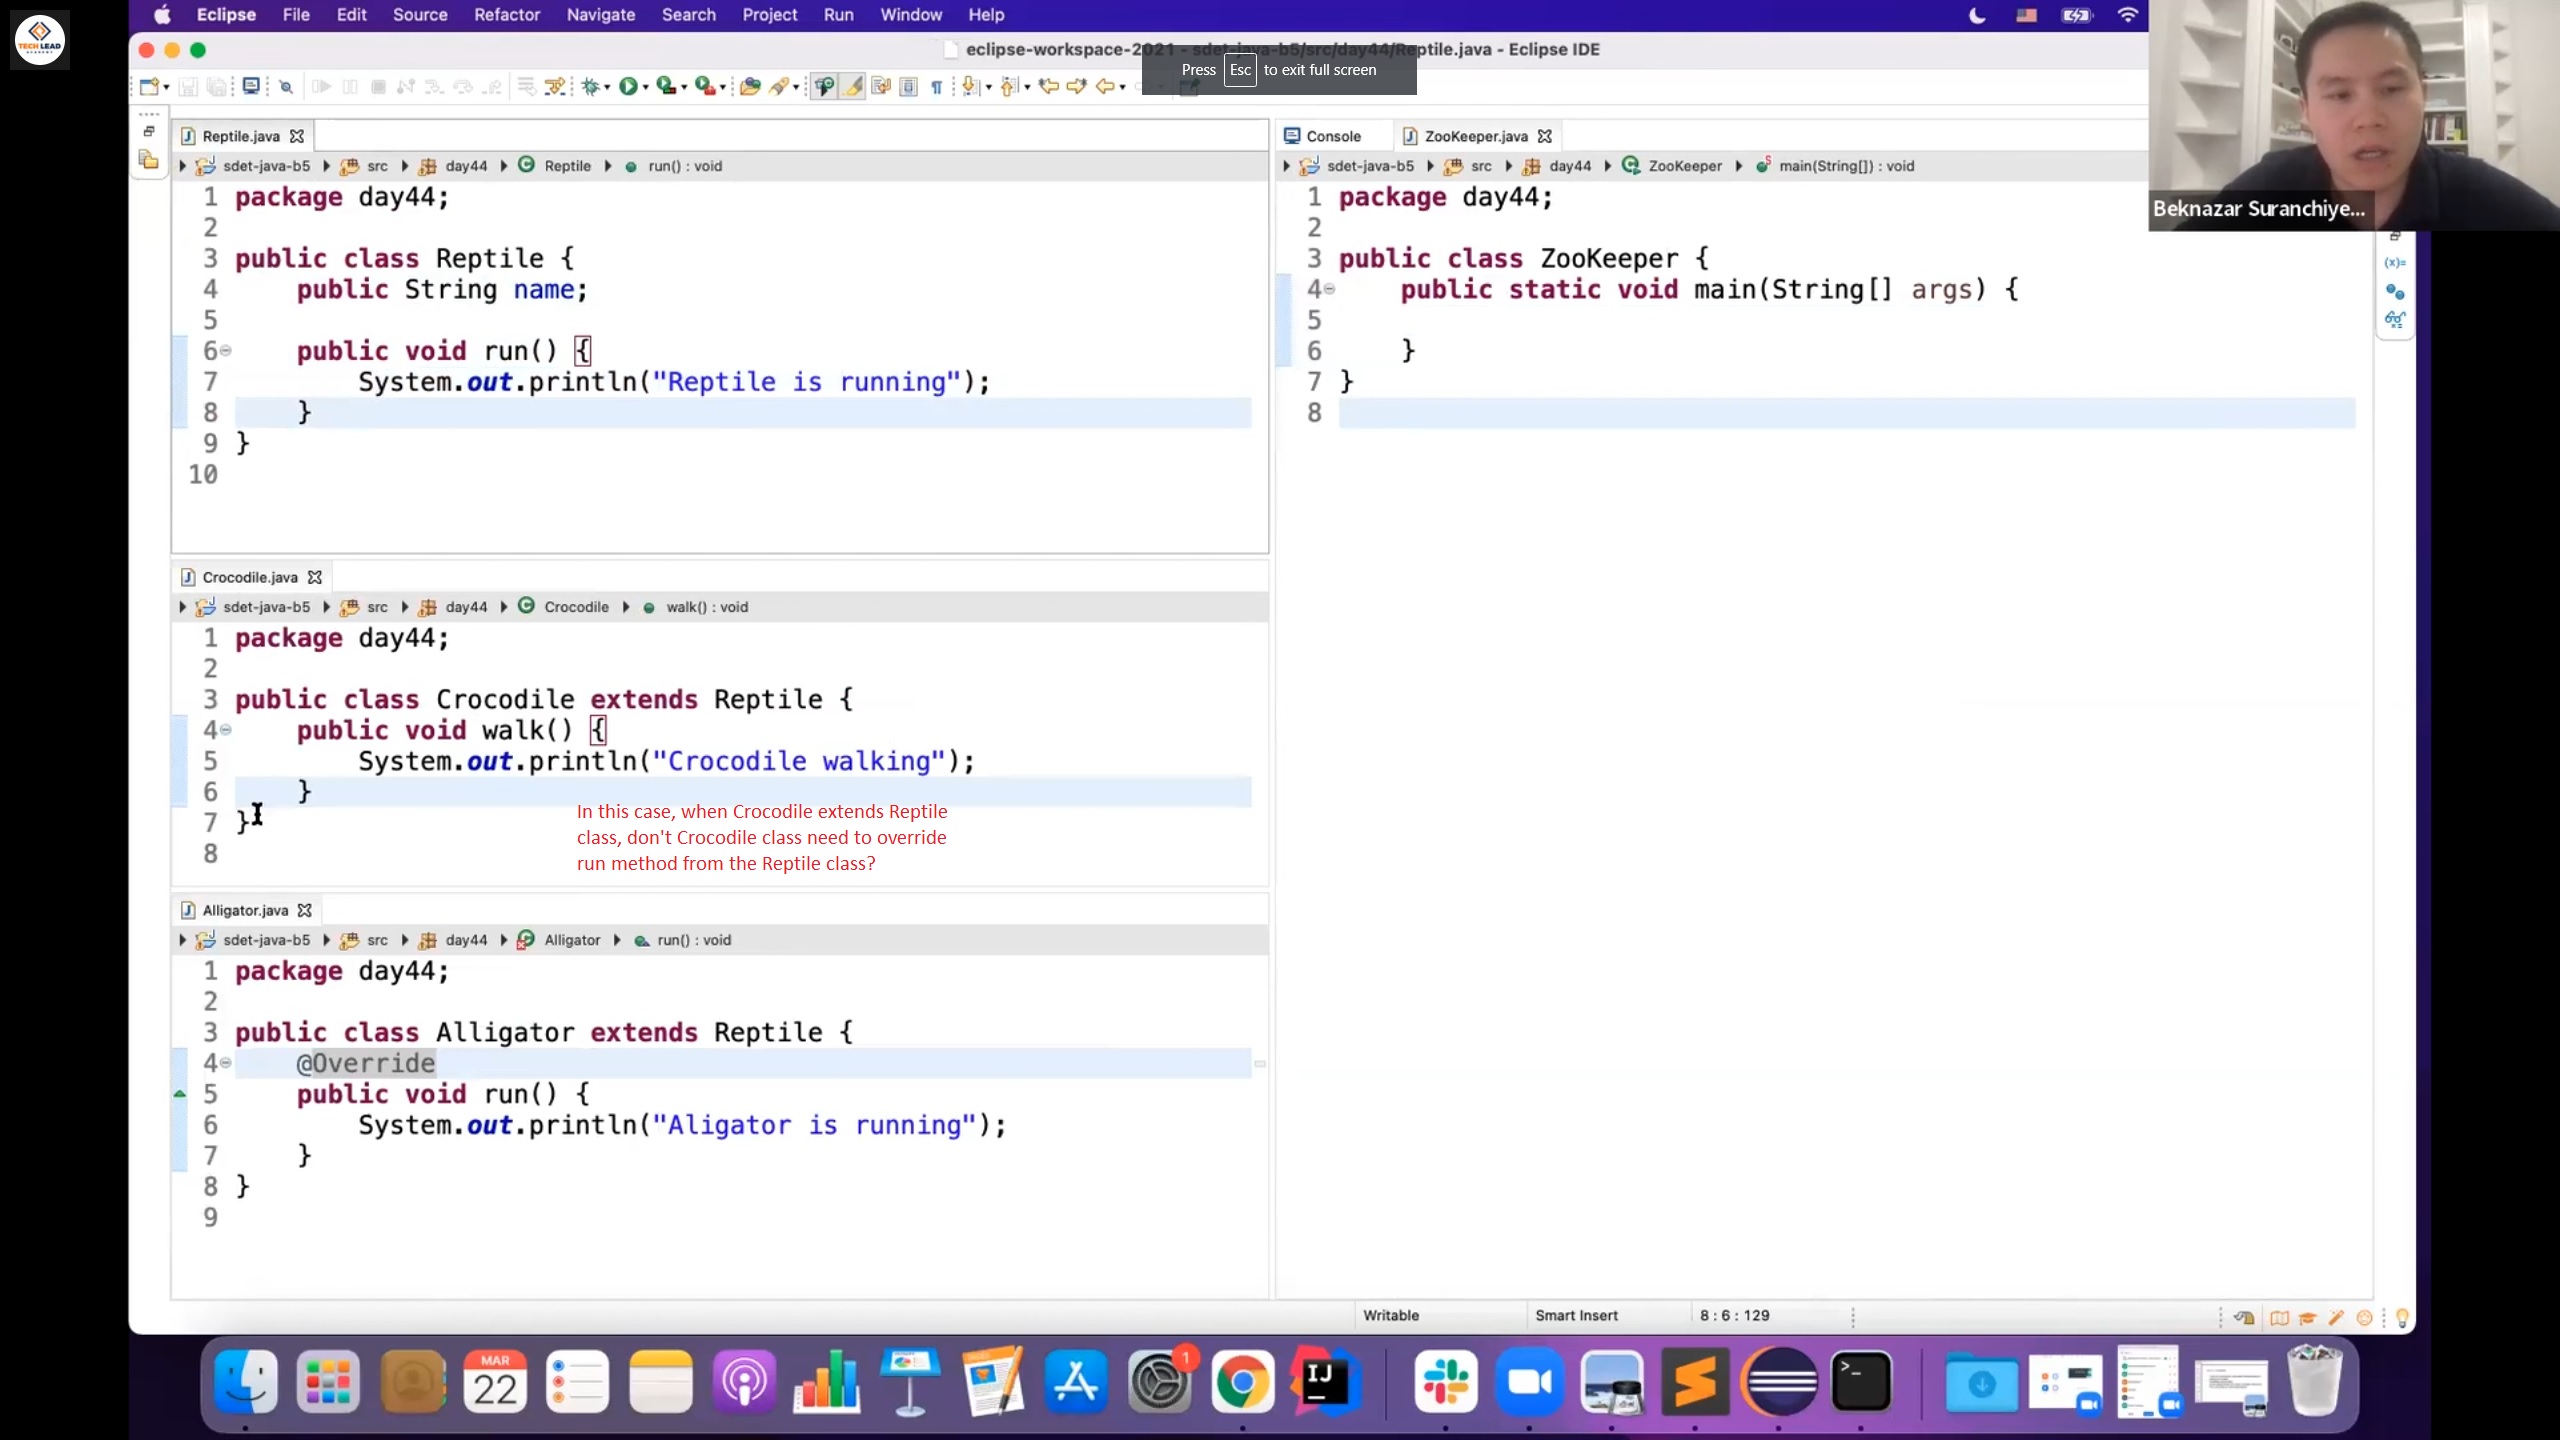 TECH LEAD
ACADEMY
Eclipse File Edit Source Refactor Navigate Search Project Run Window Help
eclipse-workspace-2021 - sdet-java-b5/src/day44/Reptile.java - Eclipse IDE
Press Esc to exit full screen
Beknazar Suranchiye...
Reptile.java
sdet-java-b5 src day44 Reptile run() : void
1 package day44;
2
3 public class Reptile {
4 public String name;
5
6 public void run() {
7 System.out.println("Reptile is running");
8 }
9 }
10
Crocodile.java
sdet-java-b5 src day44 Crocodile walk() : void
1 package day44;
2
3 public class Crocodile extends Reptile {
4 public void walk() {
5 System.out.println("Crocodile walking");
6 }
7 }
8
In this case, when Crocodile extends Reptile
class, don't Crocodile class need to override
run method from the Reptile class?
Alligator.java
sdet-java-b5 src day44 Alligator run() : void
1 package day44;
2
3 public class Alligator extends Reptile {
4 @Override
5 public void run() {
6 System.out.println("Aligator is running");
7 }
8 }
9
Console ZooKeeper.java
sdet-java-b5 src day44 ZooKeeper main(String[]) : void
1 package day44;
2
3 public class ZooKeeper {
4 public static void main(String[] args) {
5
6 }
7 }
8
(x)=
Writable Smart Insert 8 : 6 : 129
MAR
22
1
IJ
>_